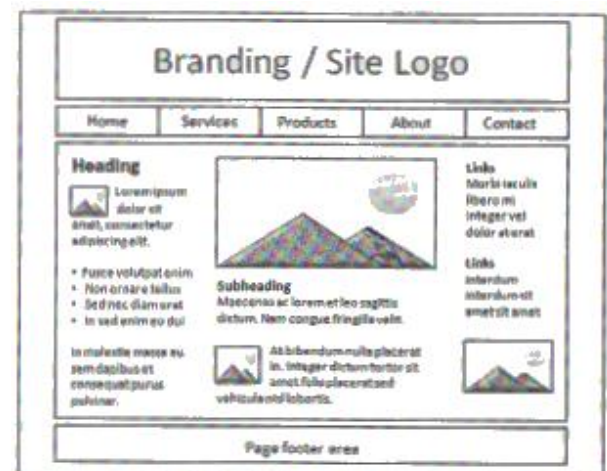 Branding / Site Logo
Home Services Products About Contact
Heading
Lorem ipsum
dolor sit
amet, consectetur
adipiscing elit.
• Fusce volutpat enim
• Non ornare tellus
• Sed nec diam erat
• In sed enim eu dui
In molestie massa eu
sem dapibus et
consequat purus
pulvinar.
Subheading
Maecenas ac lorem et leo sagittis
dictum. Nam congue fringilla velit.
At bibendum nulla placerat
in. Integer dictum tortor sit
amet felis placerat sed
vehicula nisl lobortis.
Links
Morbi iaculis
libero mi
integer vel
dolor at erat
Links
interdum
interdum sit
amet sit amet
Page footer area